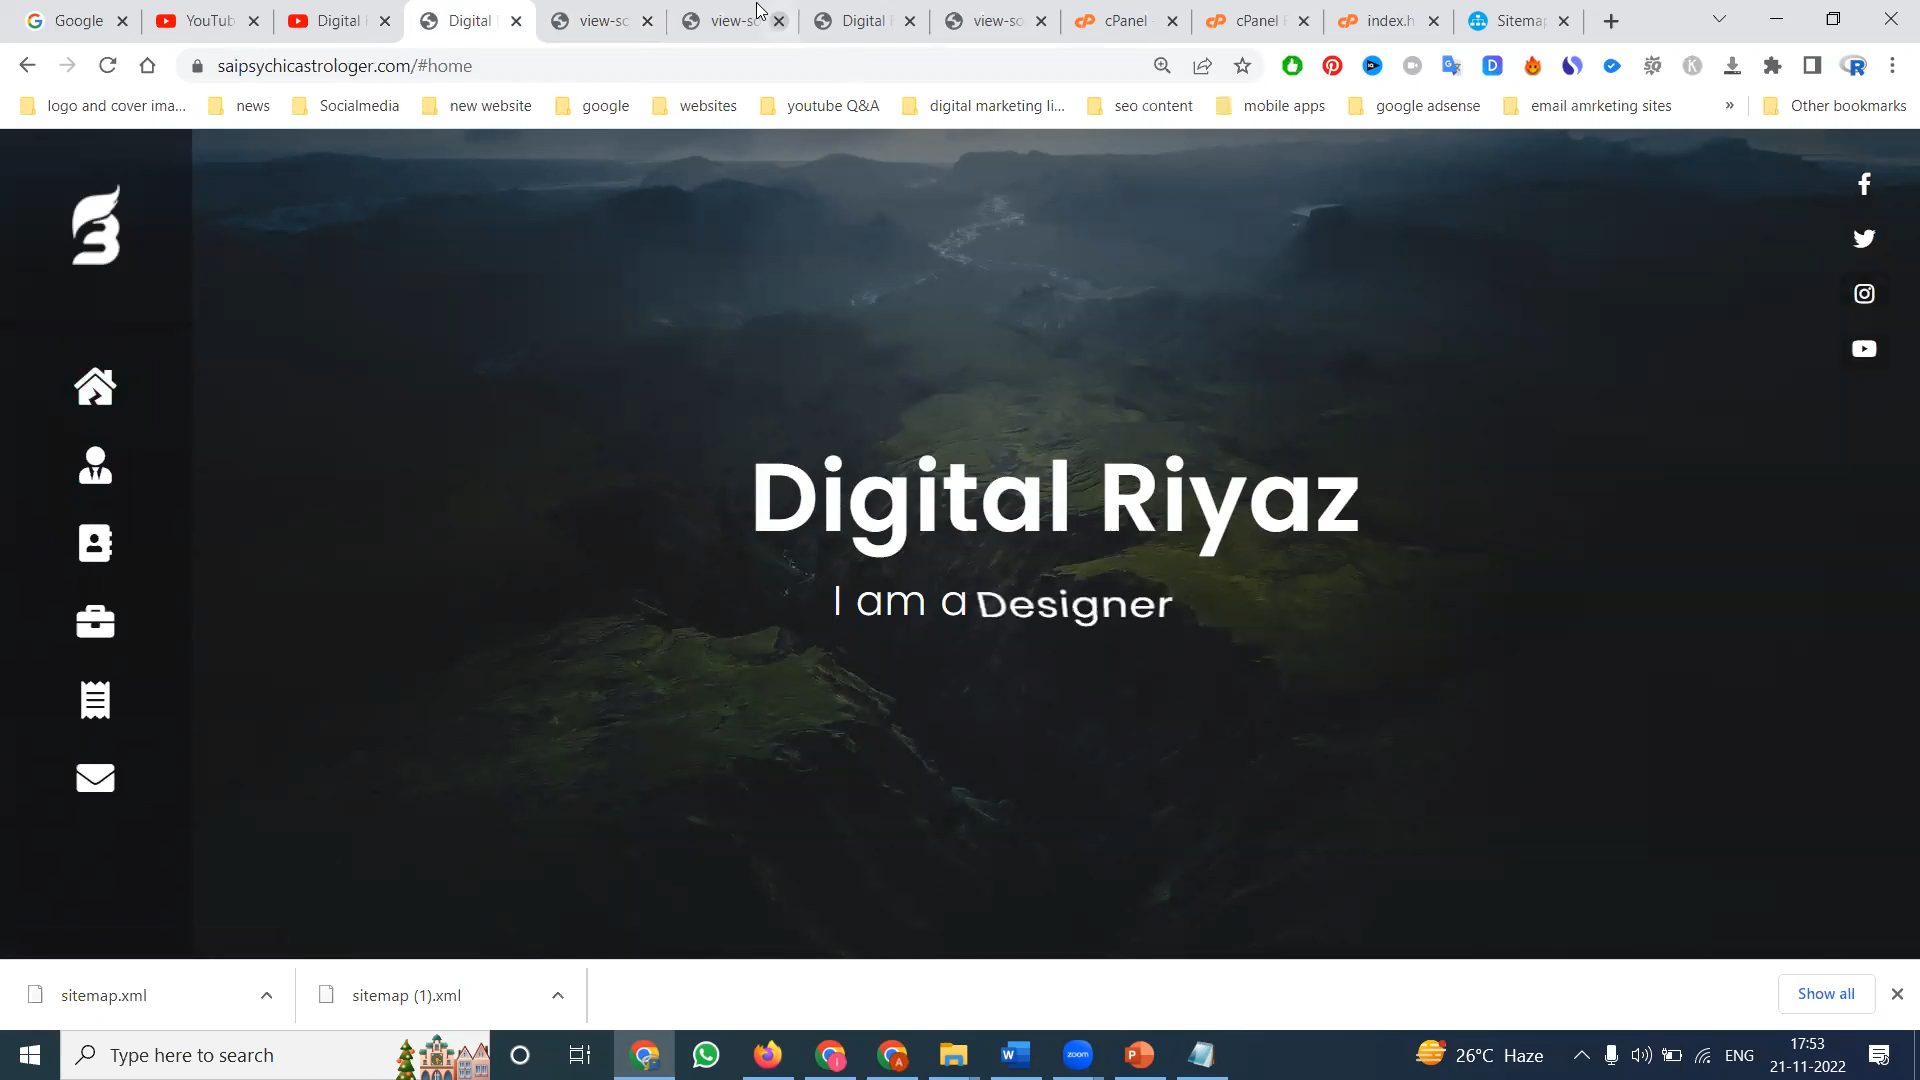 Google
YouTub
Digital
Digital
view-sc
view-so
Digital
view-so
cPanel
cPanel
index.h
Sitemap
saipsychicastrologer.com/#home
logo and cover ima...
news
Socialmedia
new website
google
websites
youtube Q&A
digital marketing li...
seo content
mobile apps
google adsense
email amrketing sites
»
Other bookmarks
Digital Riyaz
I am a Designer
sitemap.xml
sitemap (1).xml
Show all
Type here to search
26°C Haze
ENG
17:53
21-11-2022